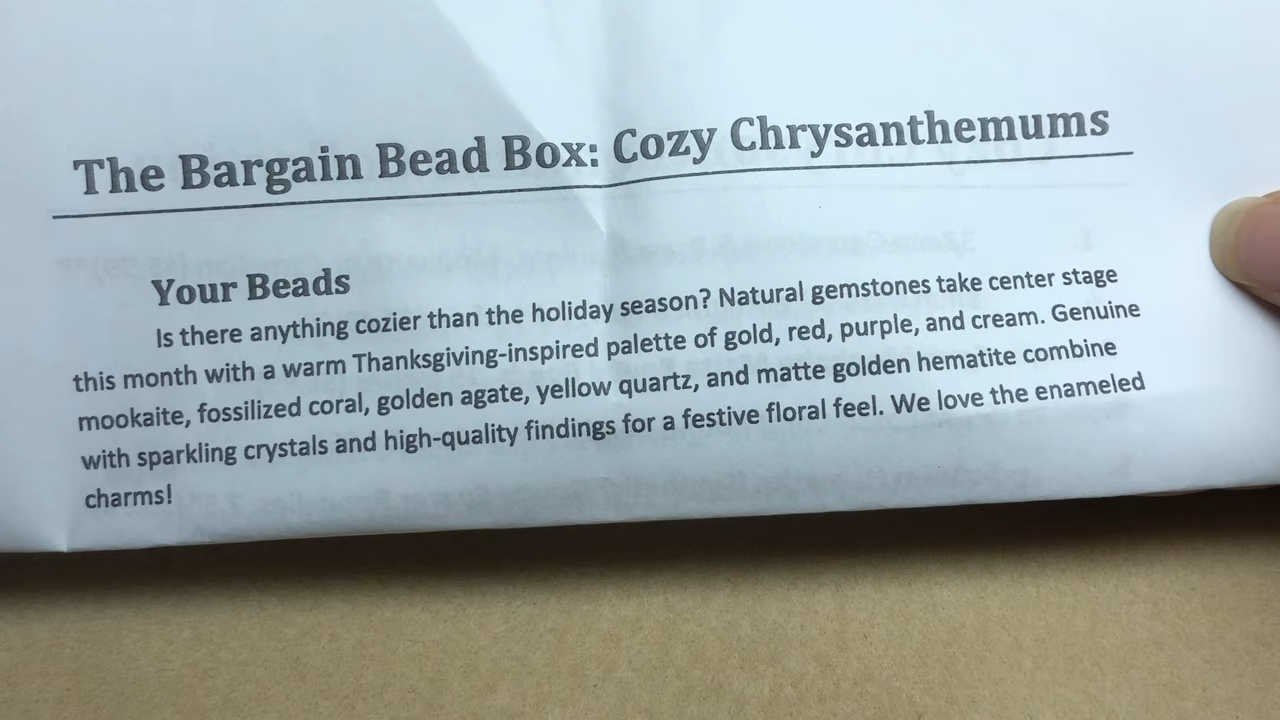 The Bargain Bead Box: Cozy Chrysanthemums
Your Beads
Is there anything cozier than the holiday season? Natural gemstones take center stage
this month with a warm Thanksgiving-inspired palette of gold, red, purple, and cream. Genuine
mookaite, fossilized coral, golden agate, yellow quartz, and matte golden hematite combine
with sparkling crystals and high-quality findings for a festive floral feel. We love the enameled
charms!